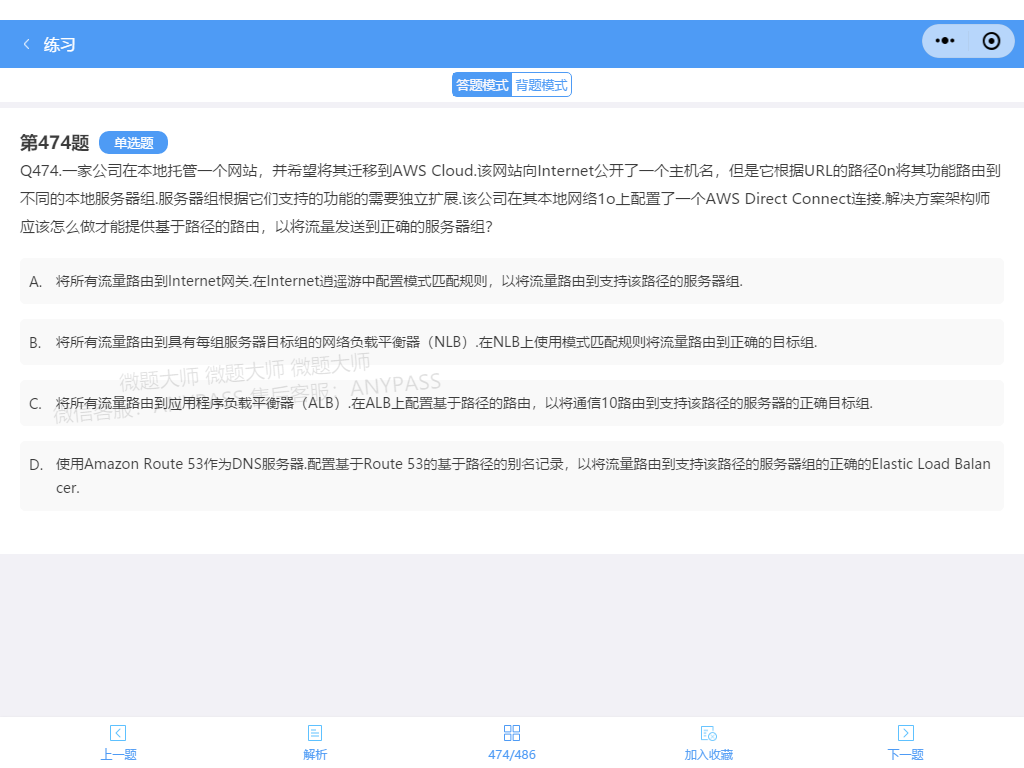 练习
答题模式 背题模式
第474题 单选题
Q474.一家公司在本地托管一个网站，并希望将其迁移到AWS Cloud.该网站向Internet公开了一个主机名，但是它根据URL的路径0n将其功能路由到
不同的本地服务器组.服务器组根据它们支持的功能的需要独立扩展.该公司在其本地网络1o上配置了一个AWS Direct Connect连接.解决方案架构师
应该怎么做才能提供基于路径的路由，以将流量发送到正确的服务器组?
A. 将所有流量路由到Internet网关.在Internet逍遥游中配置模式匹配规则，以将流量路由到支持该路径的服务器组.
B. 将所有流量路由到具有每组服务器目标组的网络负载平衡器（NLB）.在NLB上使用模式匹配规则将流量路由到正确的目标组.
微题大师 微题大师 微题大师
微信客服：ANYPASS 售后客服：ANYPASS
C. 将所有流量路由到应用程序负载平衡器（ALB）.在ALB上配置基于路径的路由，以将通信10路由到支持该路径的服务器的正确目标组.
D. 使用Amazon Route 53作为DNS服务器.配置基于Route 53的基于路径的别名记录，以将流量路由到支持该路径的服务器组的正确的Elastic Load Balan
cer.
上一题 解析 474/486 加入收藏 下一题